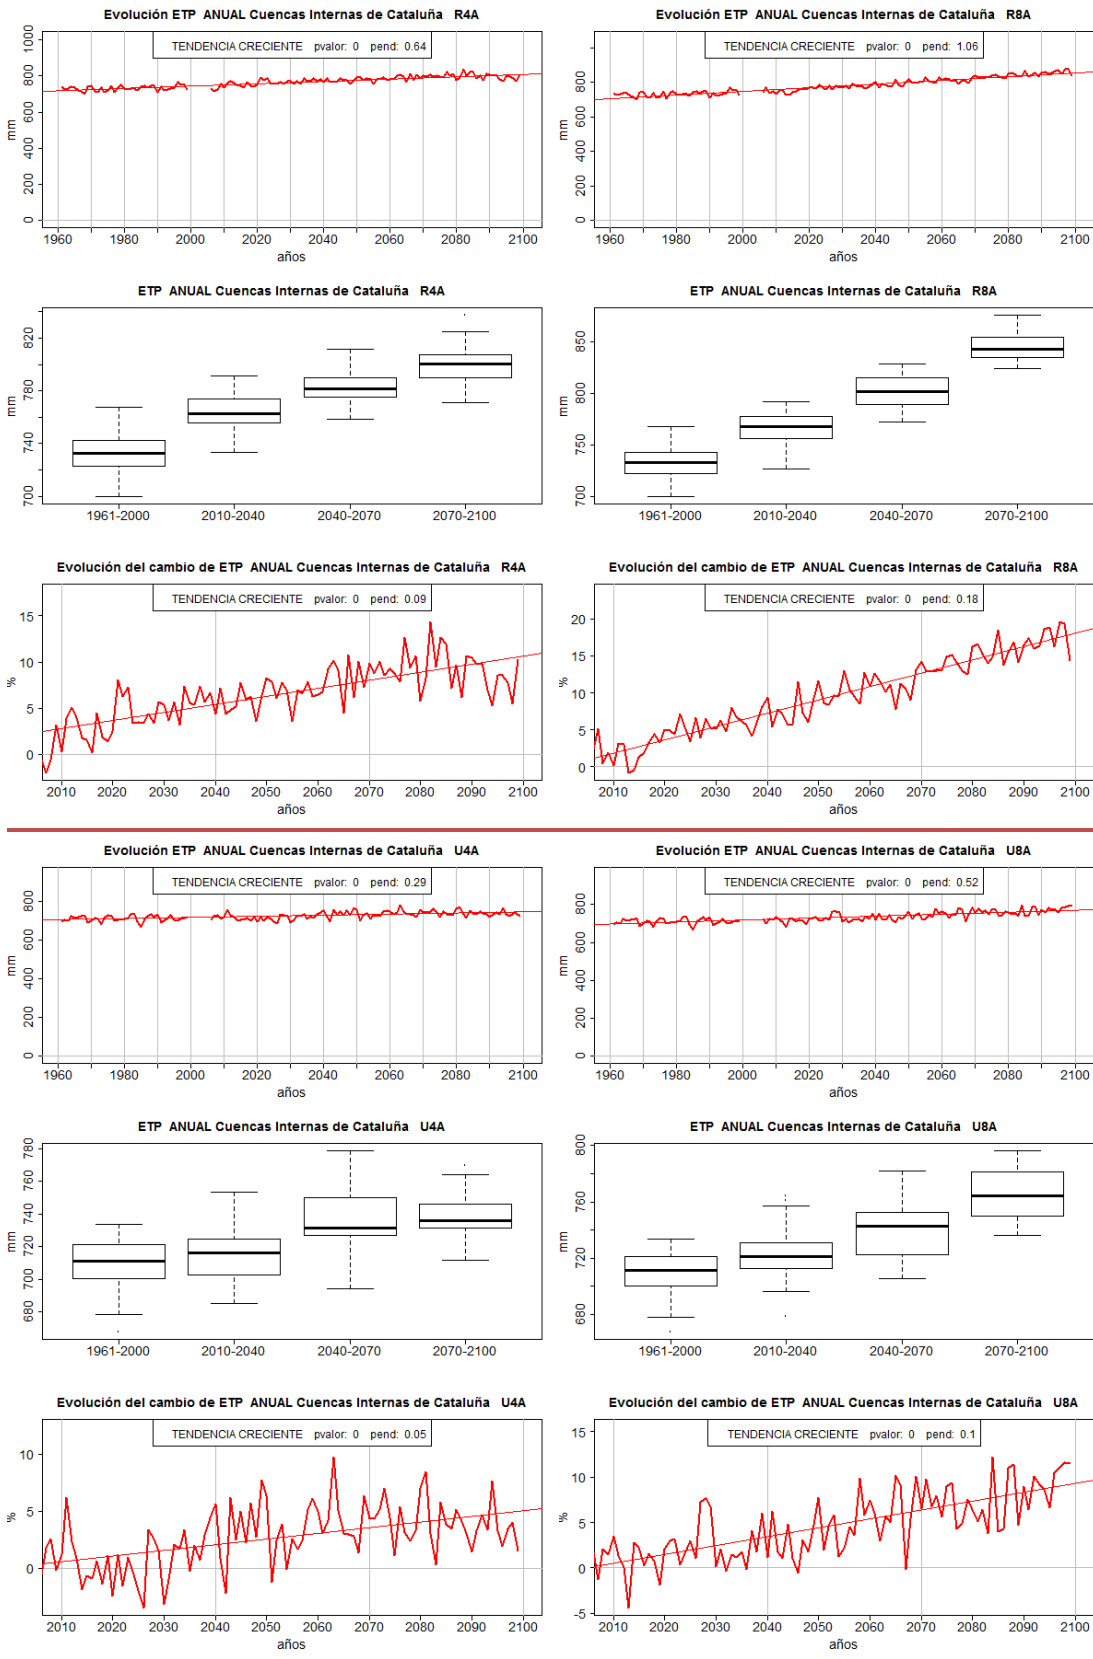 Evolución ETP ANUAL Cuencas Internas de Cataluña R4A
TENDENCIA CRECIENTE pvalor: 0 pend: 0.64
mm
0 200 400 600 800 1000
1960 1980 2000 2020 2040 2060 2080 2100
años
Evolución ETP ANUAL Cuencas Internas de Cataluña R8A
TENDENCIA CRECIENTE pvalor: 0 pend: 1.06
mm
0 200 400 600 800
1960 1980 2000 2020 2040 2060 2080 2100
años
ETP ANUAL Cuencas Internas de Cataluña R4A
mm
700 740 780 820
1961-2000 2010-2040 2040-2070 2070-2100
ETP ANUAL Cuencas Internas de Cataluña R8A
mm
700 750 800 850
1961-2000 2010-2040 2040-2070 2070-2100
Evolución del cambio de ETP ANUAL Cuencas Internas de Cataluña R4A
TENDENCIA CRECIENTE pvalor: 0 pend: 0.09
%
15
10
5
0
2010 2020 2030 2040 2050 2060 2070 2080 2090 2100
años
Evolución del cambio de ETP ANUAL Cuencas Internas de Cataluña R8A
TENDENCIA CRECIENTE pvalor: 0 pend: 0.18
%
20
15
10
5
0
2010 2020 2030 2040 2050 2060 2070 2080 2090 2100
años
Evolución ETP ANUAL Cuencas Internas de Cataluña U4A
TENDENCIA CRECIENTE pvalor: 0 pend: 0.29
mm
0 200 400 600 800
1960 1980 2000 2020 2040 2060 2080 2100
años
Evolución ETP ANUAL Cuencas Internas de Cataluña U8A
TENDENCIA CRECIENTE pvalor: 0 pend: 0.52
mm
0 200 400 600 800
1960 1980 2000 2020 2040 2060 2080 2100
años
ETP ANUAL Cuencas Internas de Cataluña U4A
mm
680 700 720 740 760 780
1961-2000 2010-2040 2040-2070 2070-2100
ETP ANUAL Cuencas Internas de Cataluña U8A
mm
680 720 760 800
1961-2000 2010-2040 2040-2070 2070-2100
Evolución del cambio de ETP ANUAL Cuencas Internas de Cataluña U4A
TENDENCIA CRECIENTE pvalor: 0 pend: 0.05
%
10
5
0
2010 2020 2030 2040 2050 2060 2070 2080 2090 2100
años
Evolución del cambio de ETP ANUAL Cuencas Internas de Cataluña U8A
TENDENCIA CRECIENTE pvalor: 0 pend: 0.1
%
15
10
5
0
-5
2010 2020 2030 2040 2050 2060 2070 2080 2090 2100
años